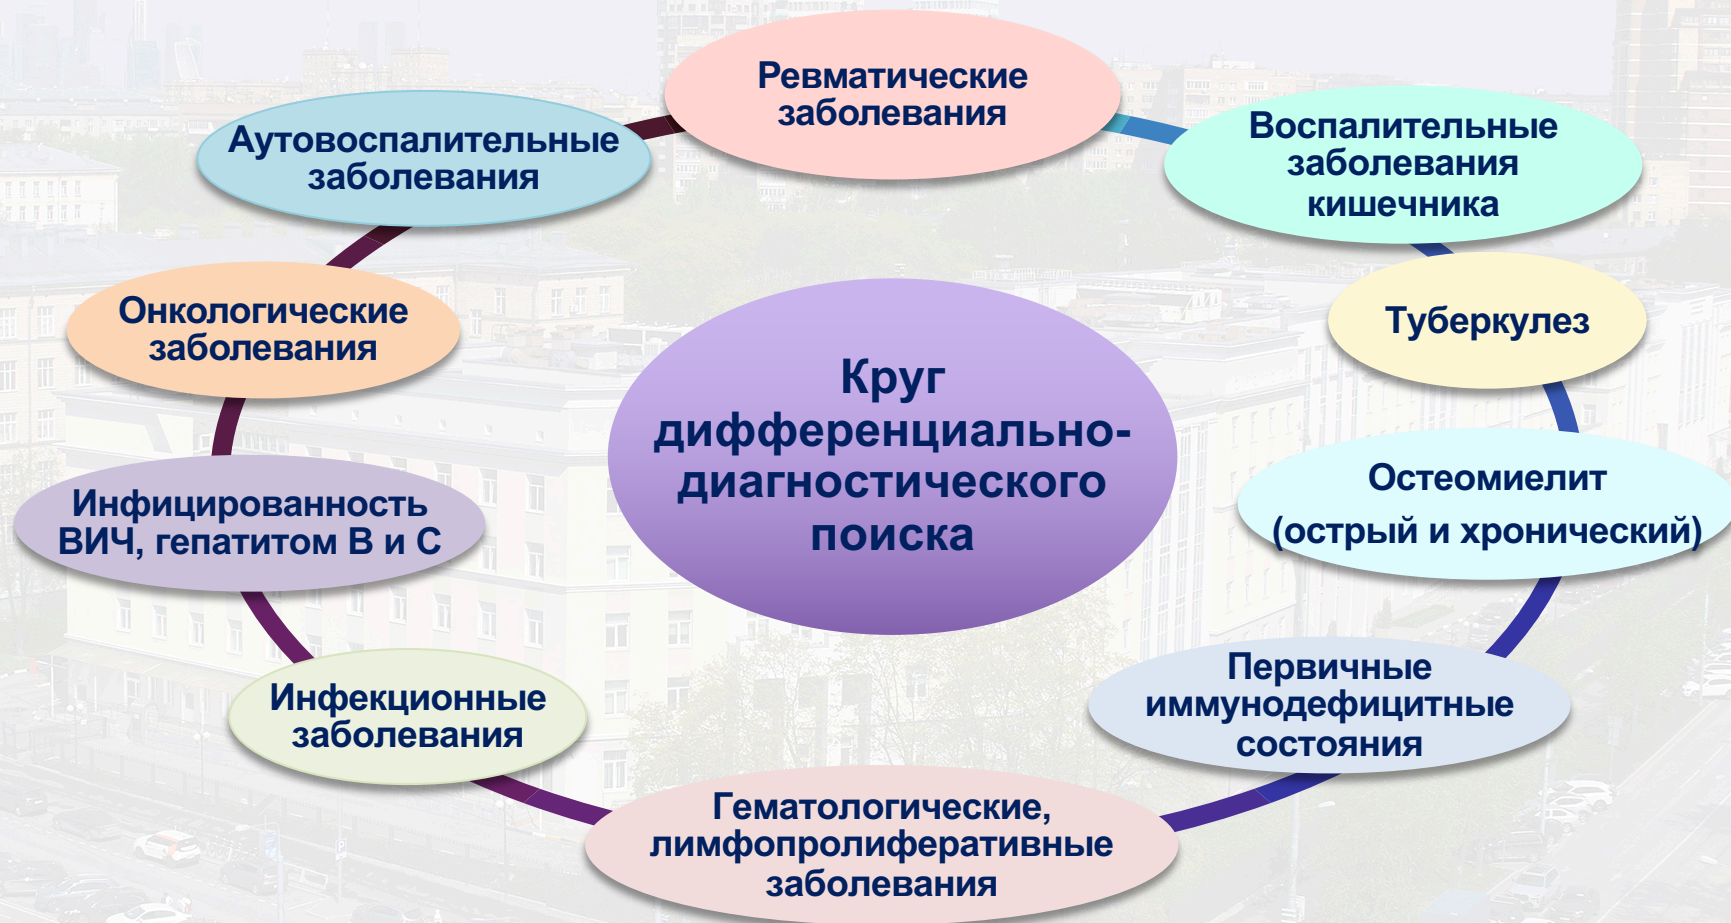 Ревматические
заболевания
Аутовоспалительные
заболевания
Воспалительные
заболевания
кишечника
Онкологические
заболевания
Туберкулез
Круг
дифференциально-
диагностического
поиска
Инфицированность
ВИЧ, гепатитом В и С
Остеомиелит
(острый и хронический)
Инфекционные
заболевания
Первичные
иммунодефицитные
состояния
Гематологические,
лимфопролиферативные
заболевания